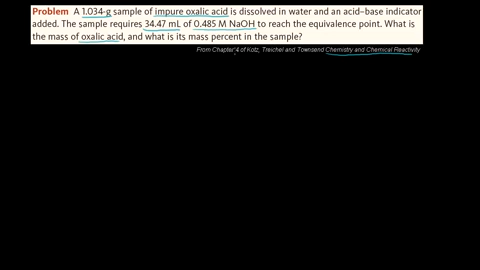 Problem A 1.034-g sample of impure oxalic acid is dissolved in water and an acid–base indicator
added. The sample requires 34.47 mL of 0.485 M NaOH to reach the equivalence point. What is
the mass of oxalic acid, and what is its mass percent in the sample?
From Chapter 4 of Kotz, Treichel and Townsend Chemistry and Chemical Reactivity